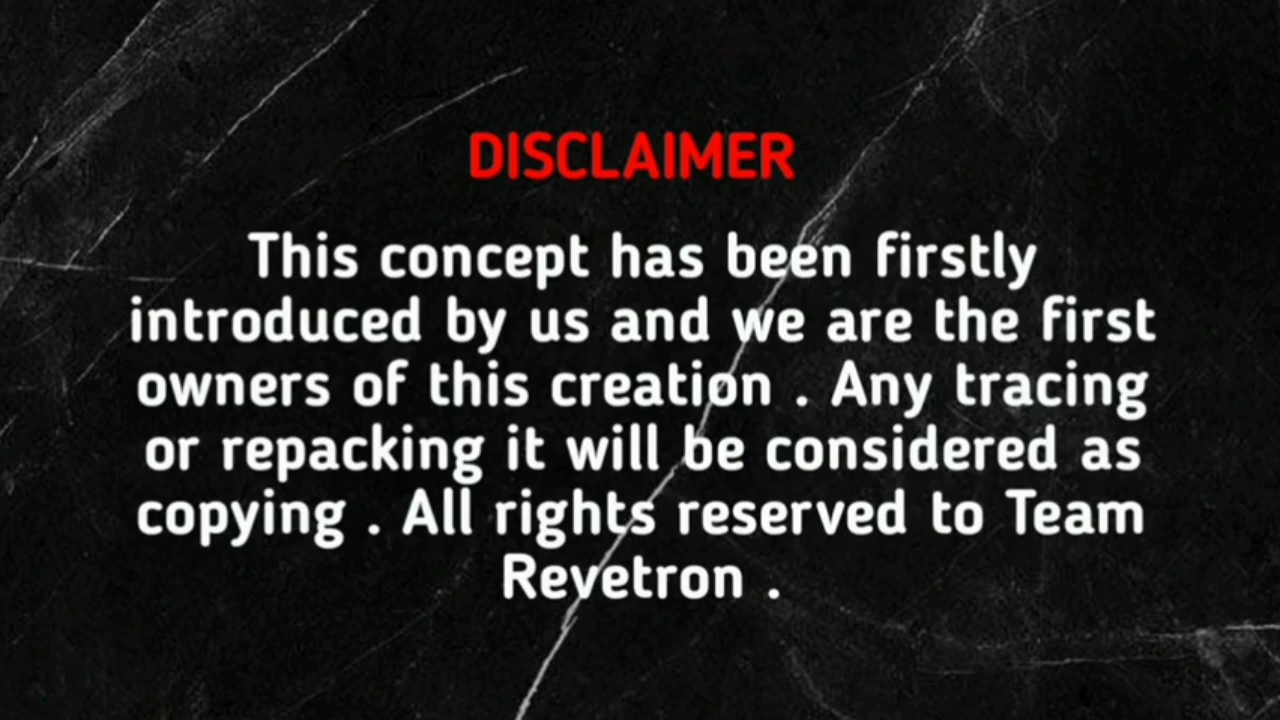 DISCLAIMER
This concept has been firstly
introduced by us and we are the first
owners of this creation . Any tracing
or repacking it will be considered as
copying . All rights reserved to Team
Revetron .